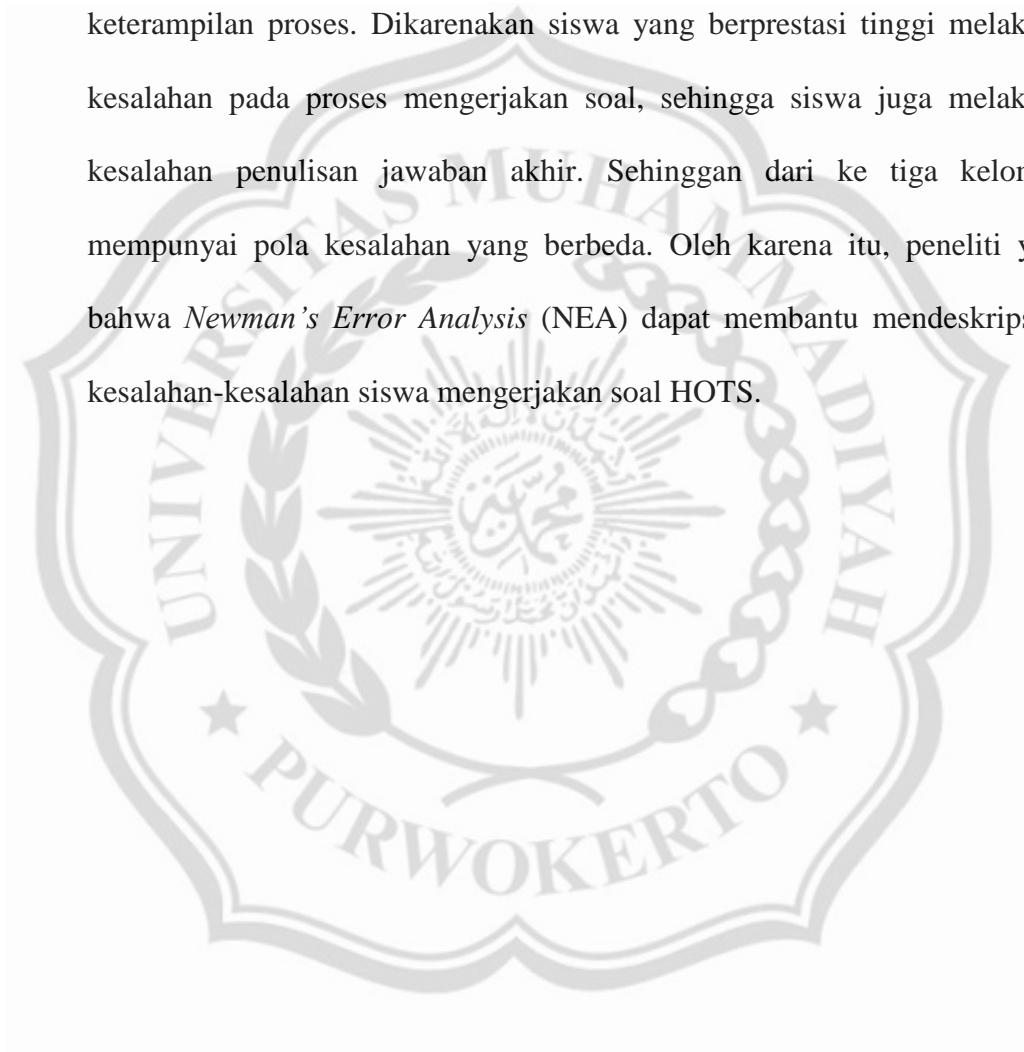 keterampilan proses. Dikarenakan siswa yang berprestasi tinggi melak
kesalahan pada proses mengerjakan soal, sehingga siswa juga melak
kesalahan penulisan jawaban akhir. Sehinggan dari ke tiga kelon
mempunyai pola kesalahan yang berbeda. Oleh karena itu, peneliti y
bahwa Newman’s Error Analysis (NEA) dapat membantu mendeskrips
kesalahan-kesalahan siswa mengerjakan soal HOTS.
UNIVERSITAS MUHAMMADIYAH
PURWOKERTO